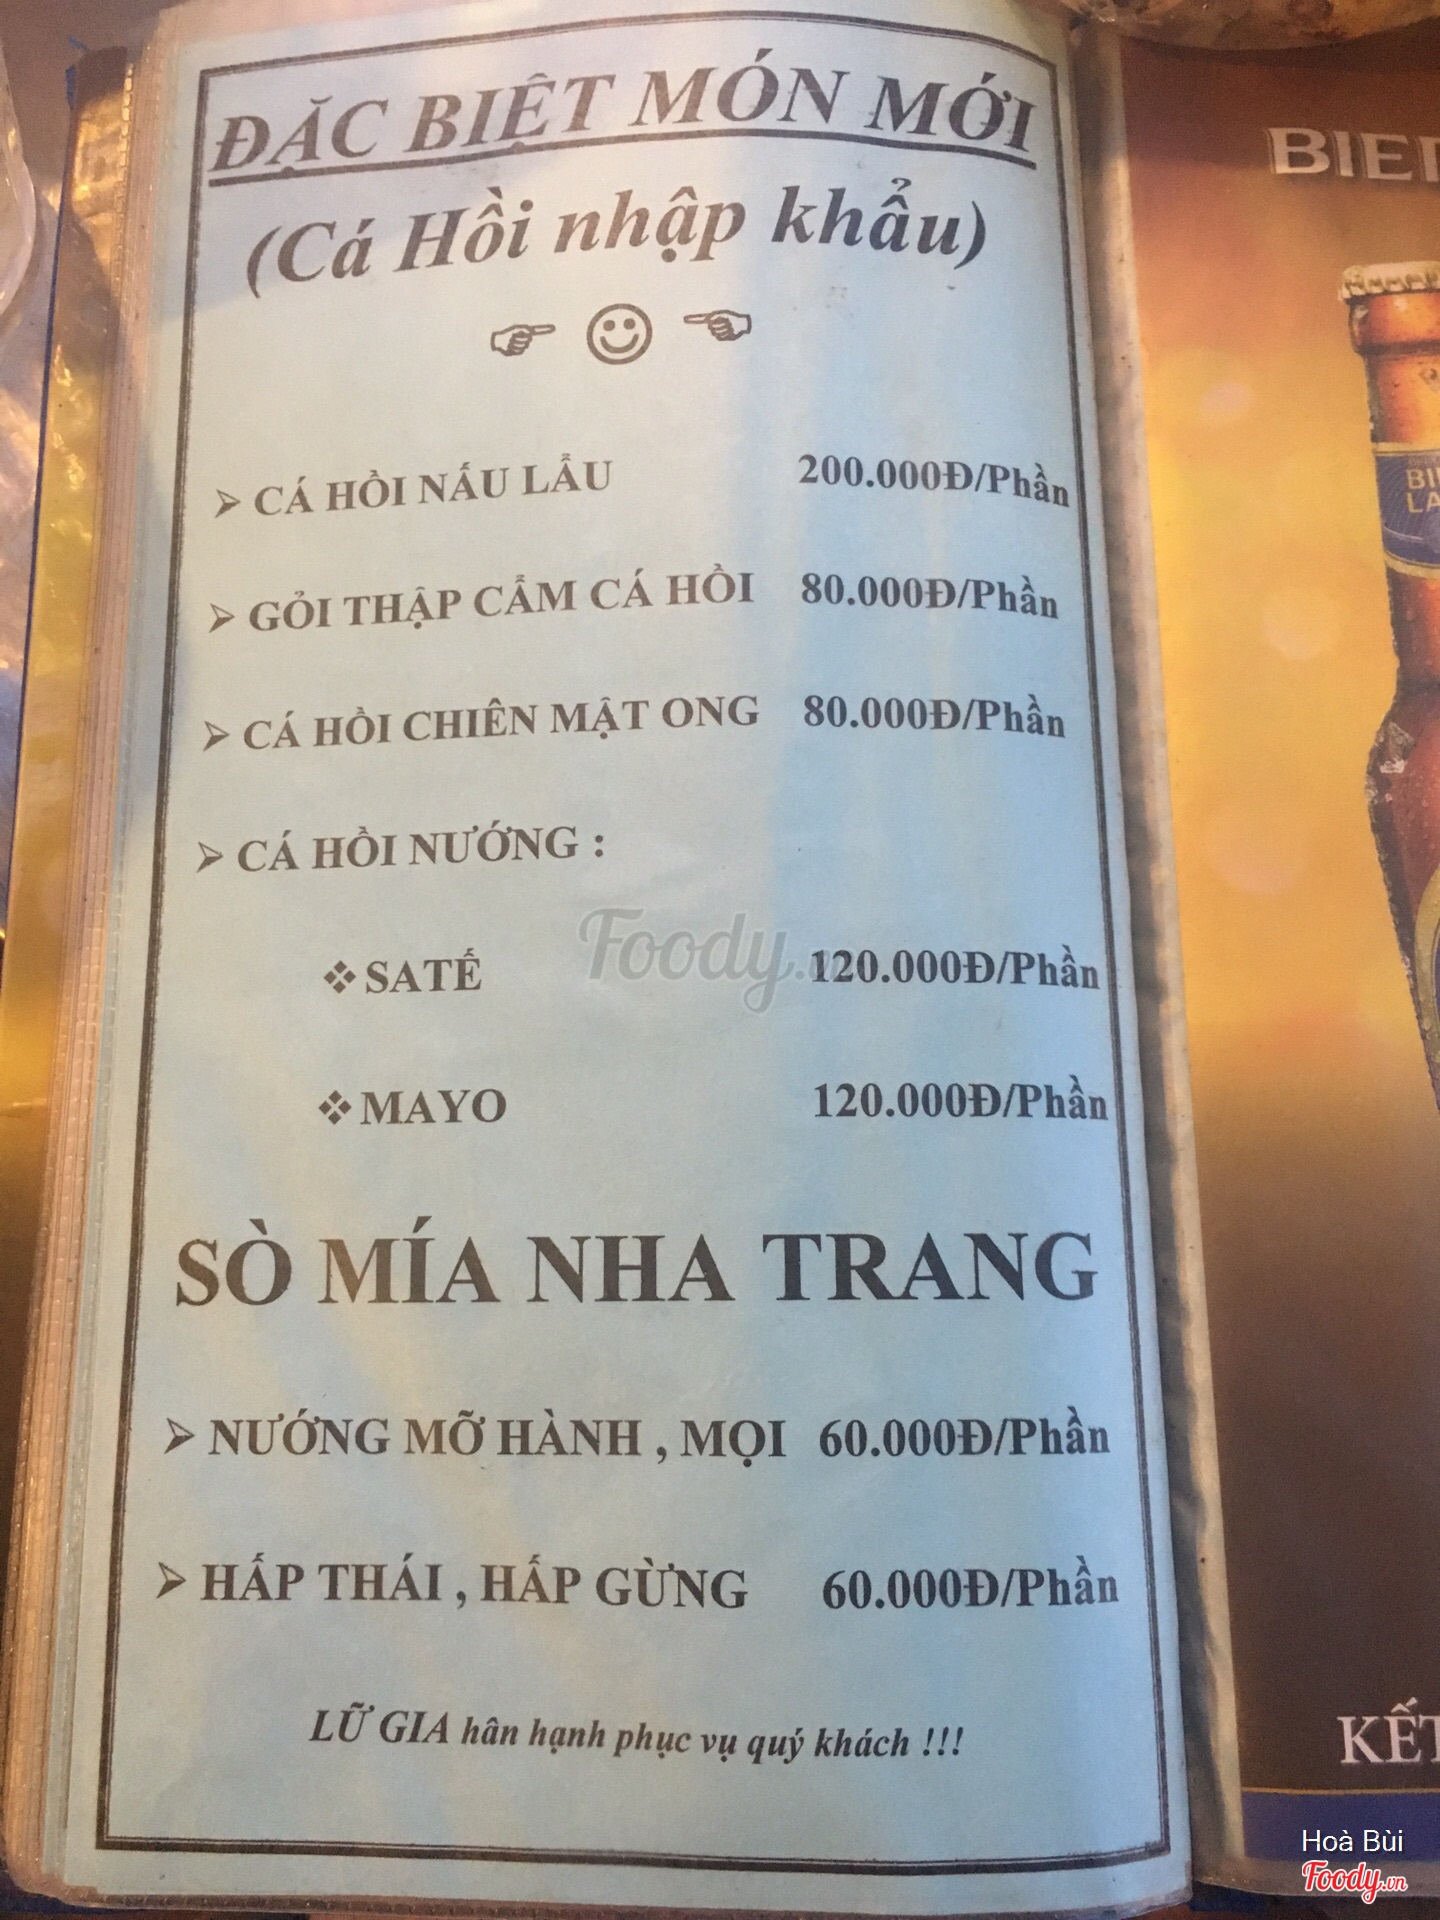 ĐẶC BIỆT MÓN MỚI
(Cá Hồi nhập khẩu)
CÁ HỒI NẤU LẨU 200.000Đ/Phần
GỎI THẬP CẨM CÁ HỒI 80.000Đ/Phần
CÁ HỒI CHIÊN MẬT ONG 80.000Đ/Phần
CÁ HỒI NƯỚNG :
SATẾ 120.000Đ/Phần
MAYO 120.000Đ/Phần
SÒ MÍA NHA TRANG
NƯỚNG MỠ HÀNH , MỌI 60.000Đ/Phần
HẤP THÁI , HẤP GỪNG 60.000Đ/Phần
LỮ GIA hân hạnh phục vụ quý khách !!!
Foody.vn
BIE
BI
LA
KẾT
Hoà Bùi
Foody.vn